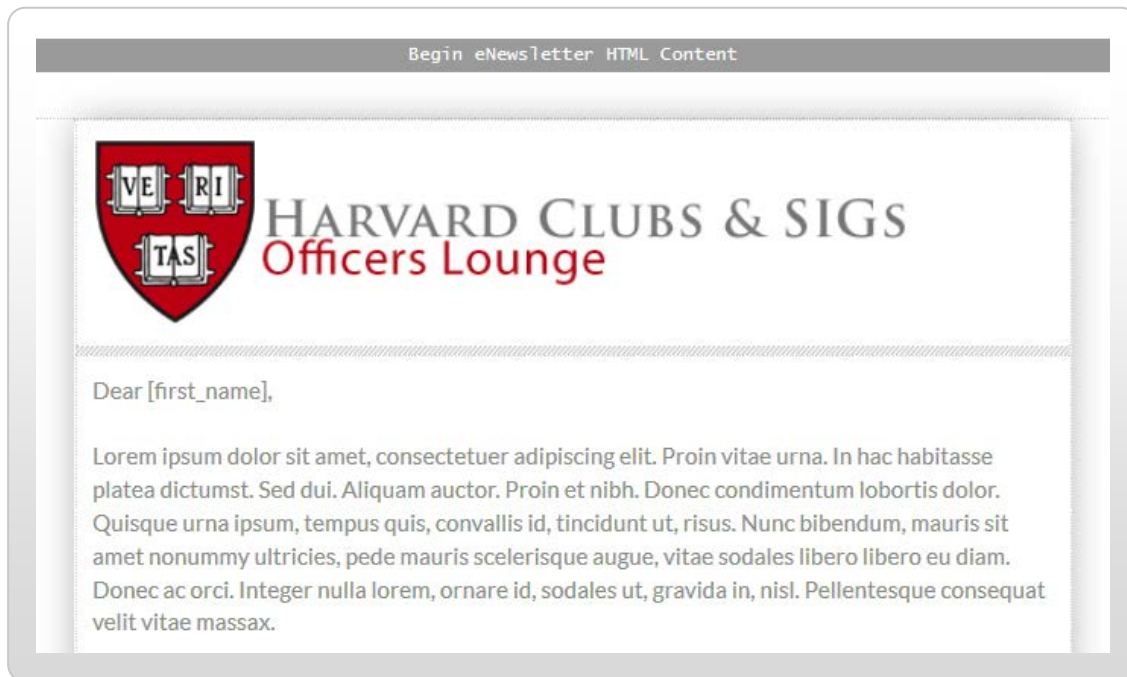 Begin eNewsletter HTML Content
VE RI
TAS
HARVARD CLUBS & SIGS
Officers Lounge
Dear [first_name],
Lorem ipsum dolor sit amet, consectetuer adipiscing elit. Proin vitae urna. In hac habitasse
platea dictumst. Sed dui. Aliquam auctor. Proin et nibh. Donec condimentum lobortis dolor.
Quisque urna ipsum, tempus quis, convallis id, tincidunt ut, risus. Nunc bibendum, mauris sit
amet nonummy ultricies, pede mauris scelerisque augue, vitae sodales libero libero eu diam.
Donec ac orci. Integer nulla lorem, ornare id, sodales ut, gravida in, nisl. Pellentesque consequat
velit vitae massax.